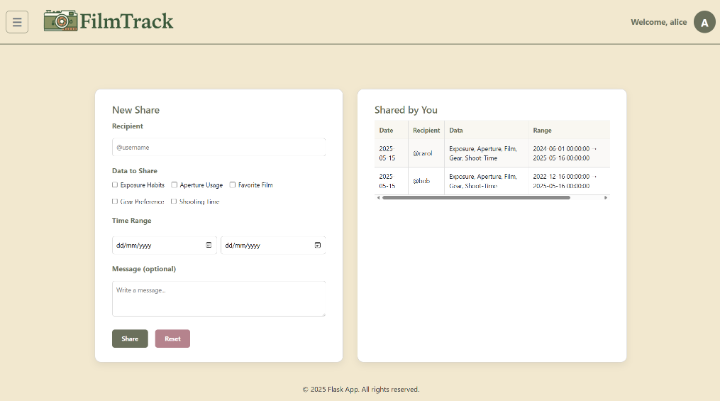 ☰ FilmTrack Welcome, alice A
New Share
Recipient
@username
Data to Share
Exposure Habits Aperture Usage Favorite Film
Gear Preference Shooting Time
Time Range
dd/mm/yyyy dd/mm/yyyy
Message (optional)
Write a message..
Share Reset
Shared by You
Date Recipient Data Range
2025-05-15 @carol Exposure, Aperture, Film, Gear, Shoot-Time 2024-06-01 00:00:00 - 2025-05-16 00:00:00
2025-05-15 @bob Exposure, Aperture, Film, Gear, Shoot-Time 2022-12-16 00:00:00 - 2025-05-16 00:00:00
© 2025 Flask App. All rights reserved.